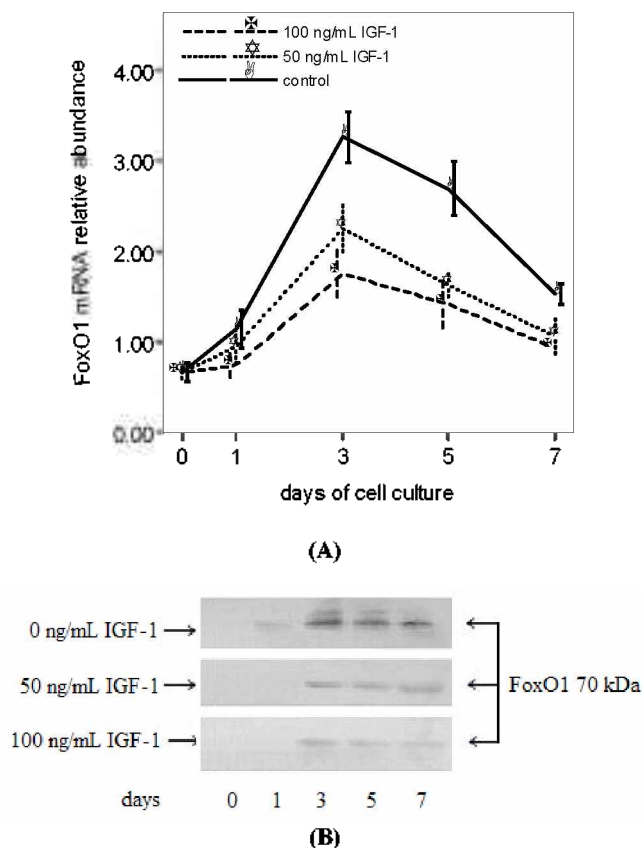 100 ng/mL IGF-1
50 ng/mL IGF-1
control
FoxO1 mRNA relative abundance
4.00
3.00
2.00
1.00
0.00
0 1 3 5 7
days of cell culture
(A)
0 ng/mL IGF-1
50 ng/mL IGF-1
100 ng/mL IGF-1
FoxO1 70 kDa
days 0 1 3 5 7
(B)